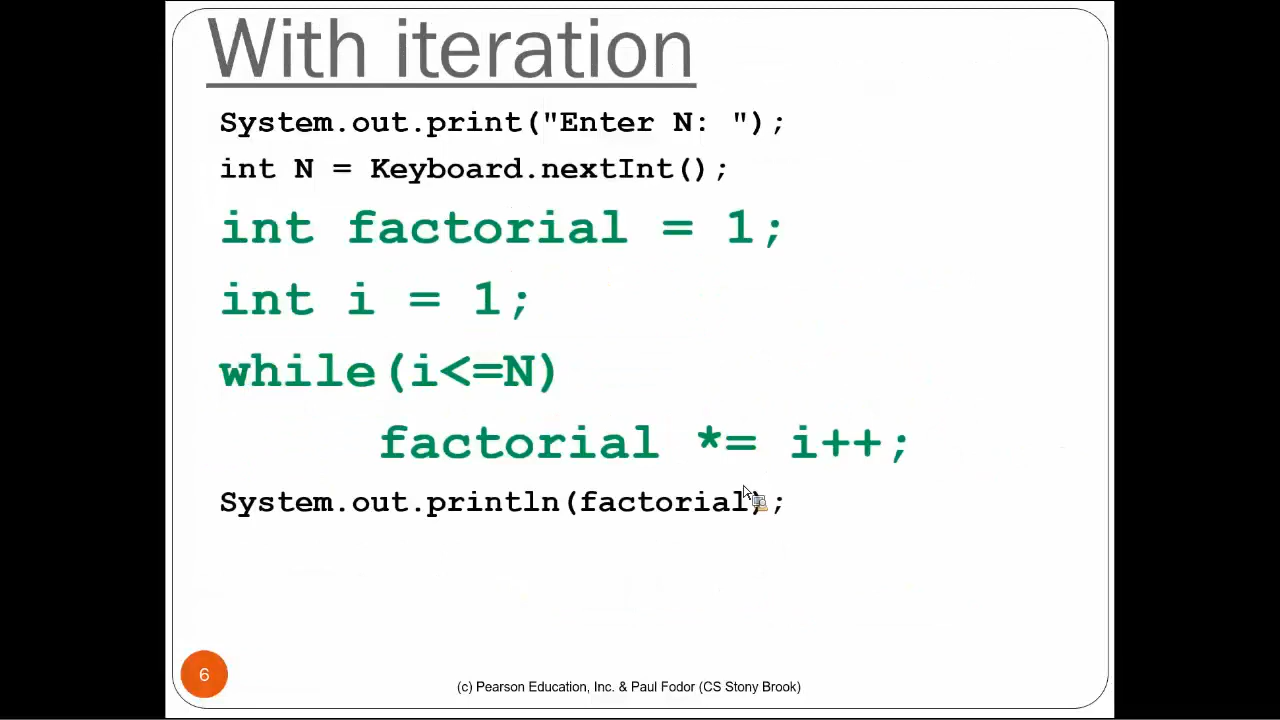 With iteration
System.out.print("Enter N: ");
int N = Keyboard.nextInt();
int factorial = 1;
int i = 1;
while(i<=N)
factorial *= i++;
System.out.println(factorial);
6
(c) Pearson Education, Inc. & Paul Fodor (CS Stony Brook)